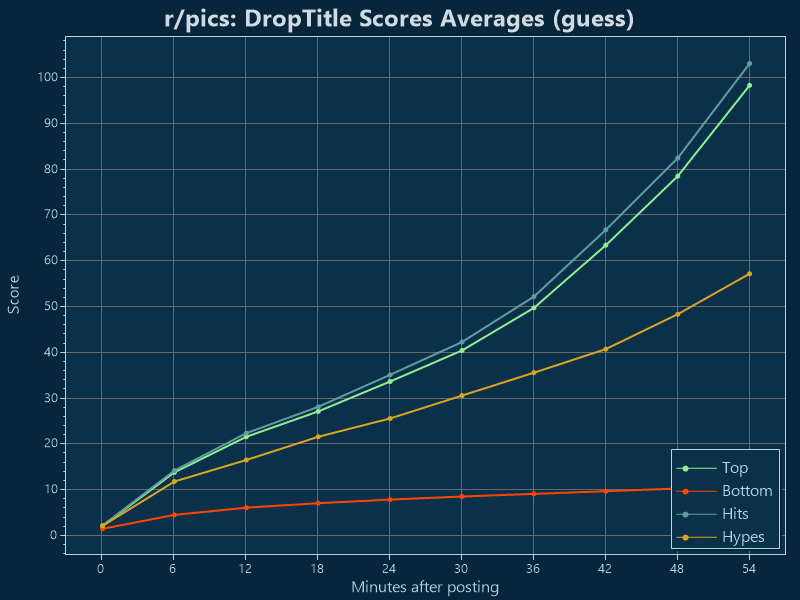 r/pics: DropTitle Scores Averages (guess)
100
90
80
70
60
50
40
30
20
10
0
Score
0 6 12 18 24 30 36 42 48 54
Minutes after posting
Top
Bottom
Hits
Hypes